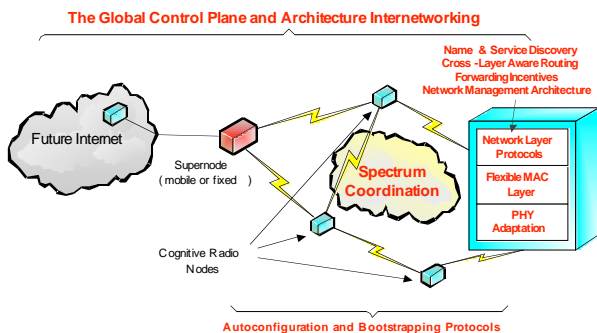 The Global Control Plane and Architecture Internetworking
Name & Service Discovery
Cross -Layer Aware Routing
Forwarding Incentives
Network Management Architecture
Future Internet
Supernode
( mobile or fixed )
Spectrum
Coordination
Network Layer
Protocols
Flexible MAC
Layer
PHY
Adaptation
Cognitive Radio
Nodes
Autoconfiguration and Bootstrapping Protocols